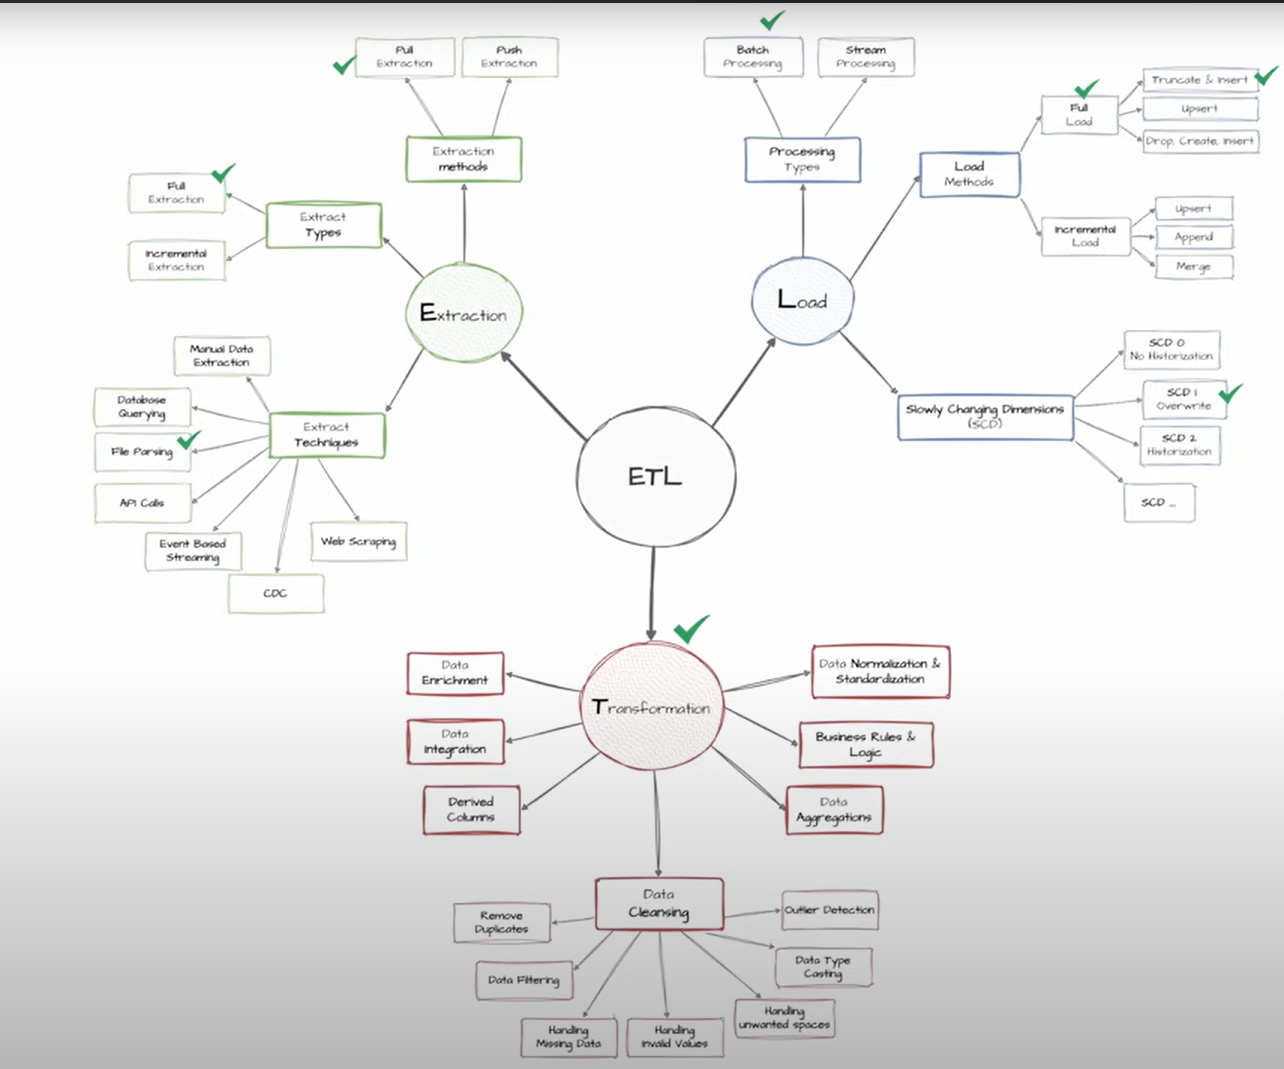 Pull
Extraction
Push
Extraction
Extraction
methods
Full
Extraction
Incremental
Extraction
Extract
Types
Extraction
Manual Data
Extraction
Database
Querying
File Parsing
API Calls
Event Based
Streaming
CDC
Web Scraping
Extract
Techniques
Batch
Processing
Stream
Processing
Processing
Types
Load
Load
Methods
Full
Load
Truncate & Insert
Upsert
Drop, Create, Insert
Incremental
Load
Upsert
Append
Merge
Slowly Changing Dimensions
(SCD)
SCD 0
No Historization
SCD 1
Overwrite
SCD 2
Historization
SCD ...
ETL
Transformation
Data
Enrichment
Data
Integration
Derived
Columns
Data Normalization &
Standardization
Business Rules &
Logic
Data
Aggregations
Data
Cleansing
Remove
Duplicates
Data Filtering
Handling
Missing Data
Handling
Invalid Values
Handling
unwanted spaces
Data Type
Casting
Outlier Detection